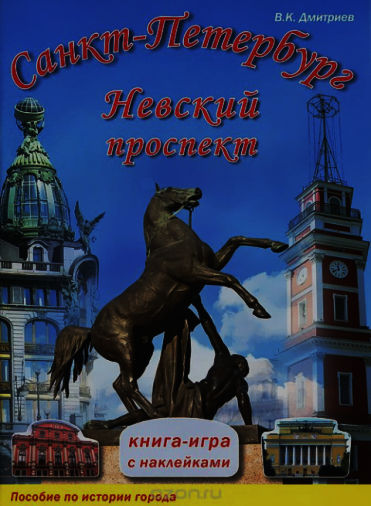 В.К. Дмитриев
Санкт-Петербург
Невский
проспект
книга-игра
с наклейками
Пособие по истории города
ozon.ru